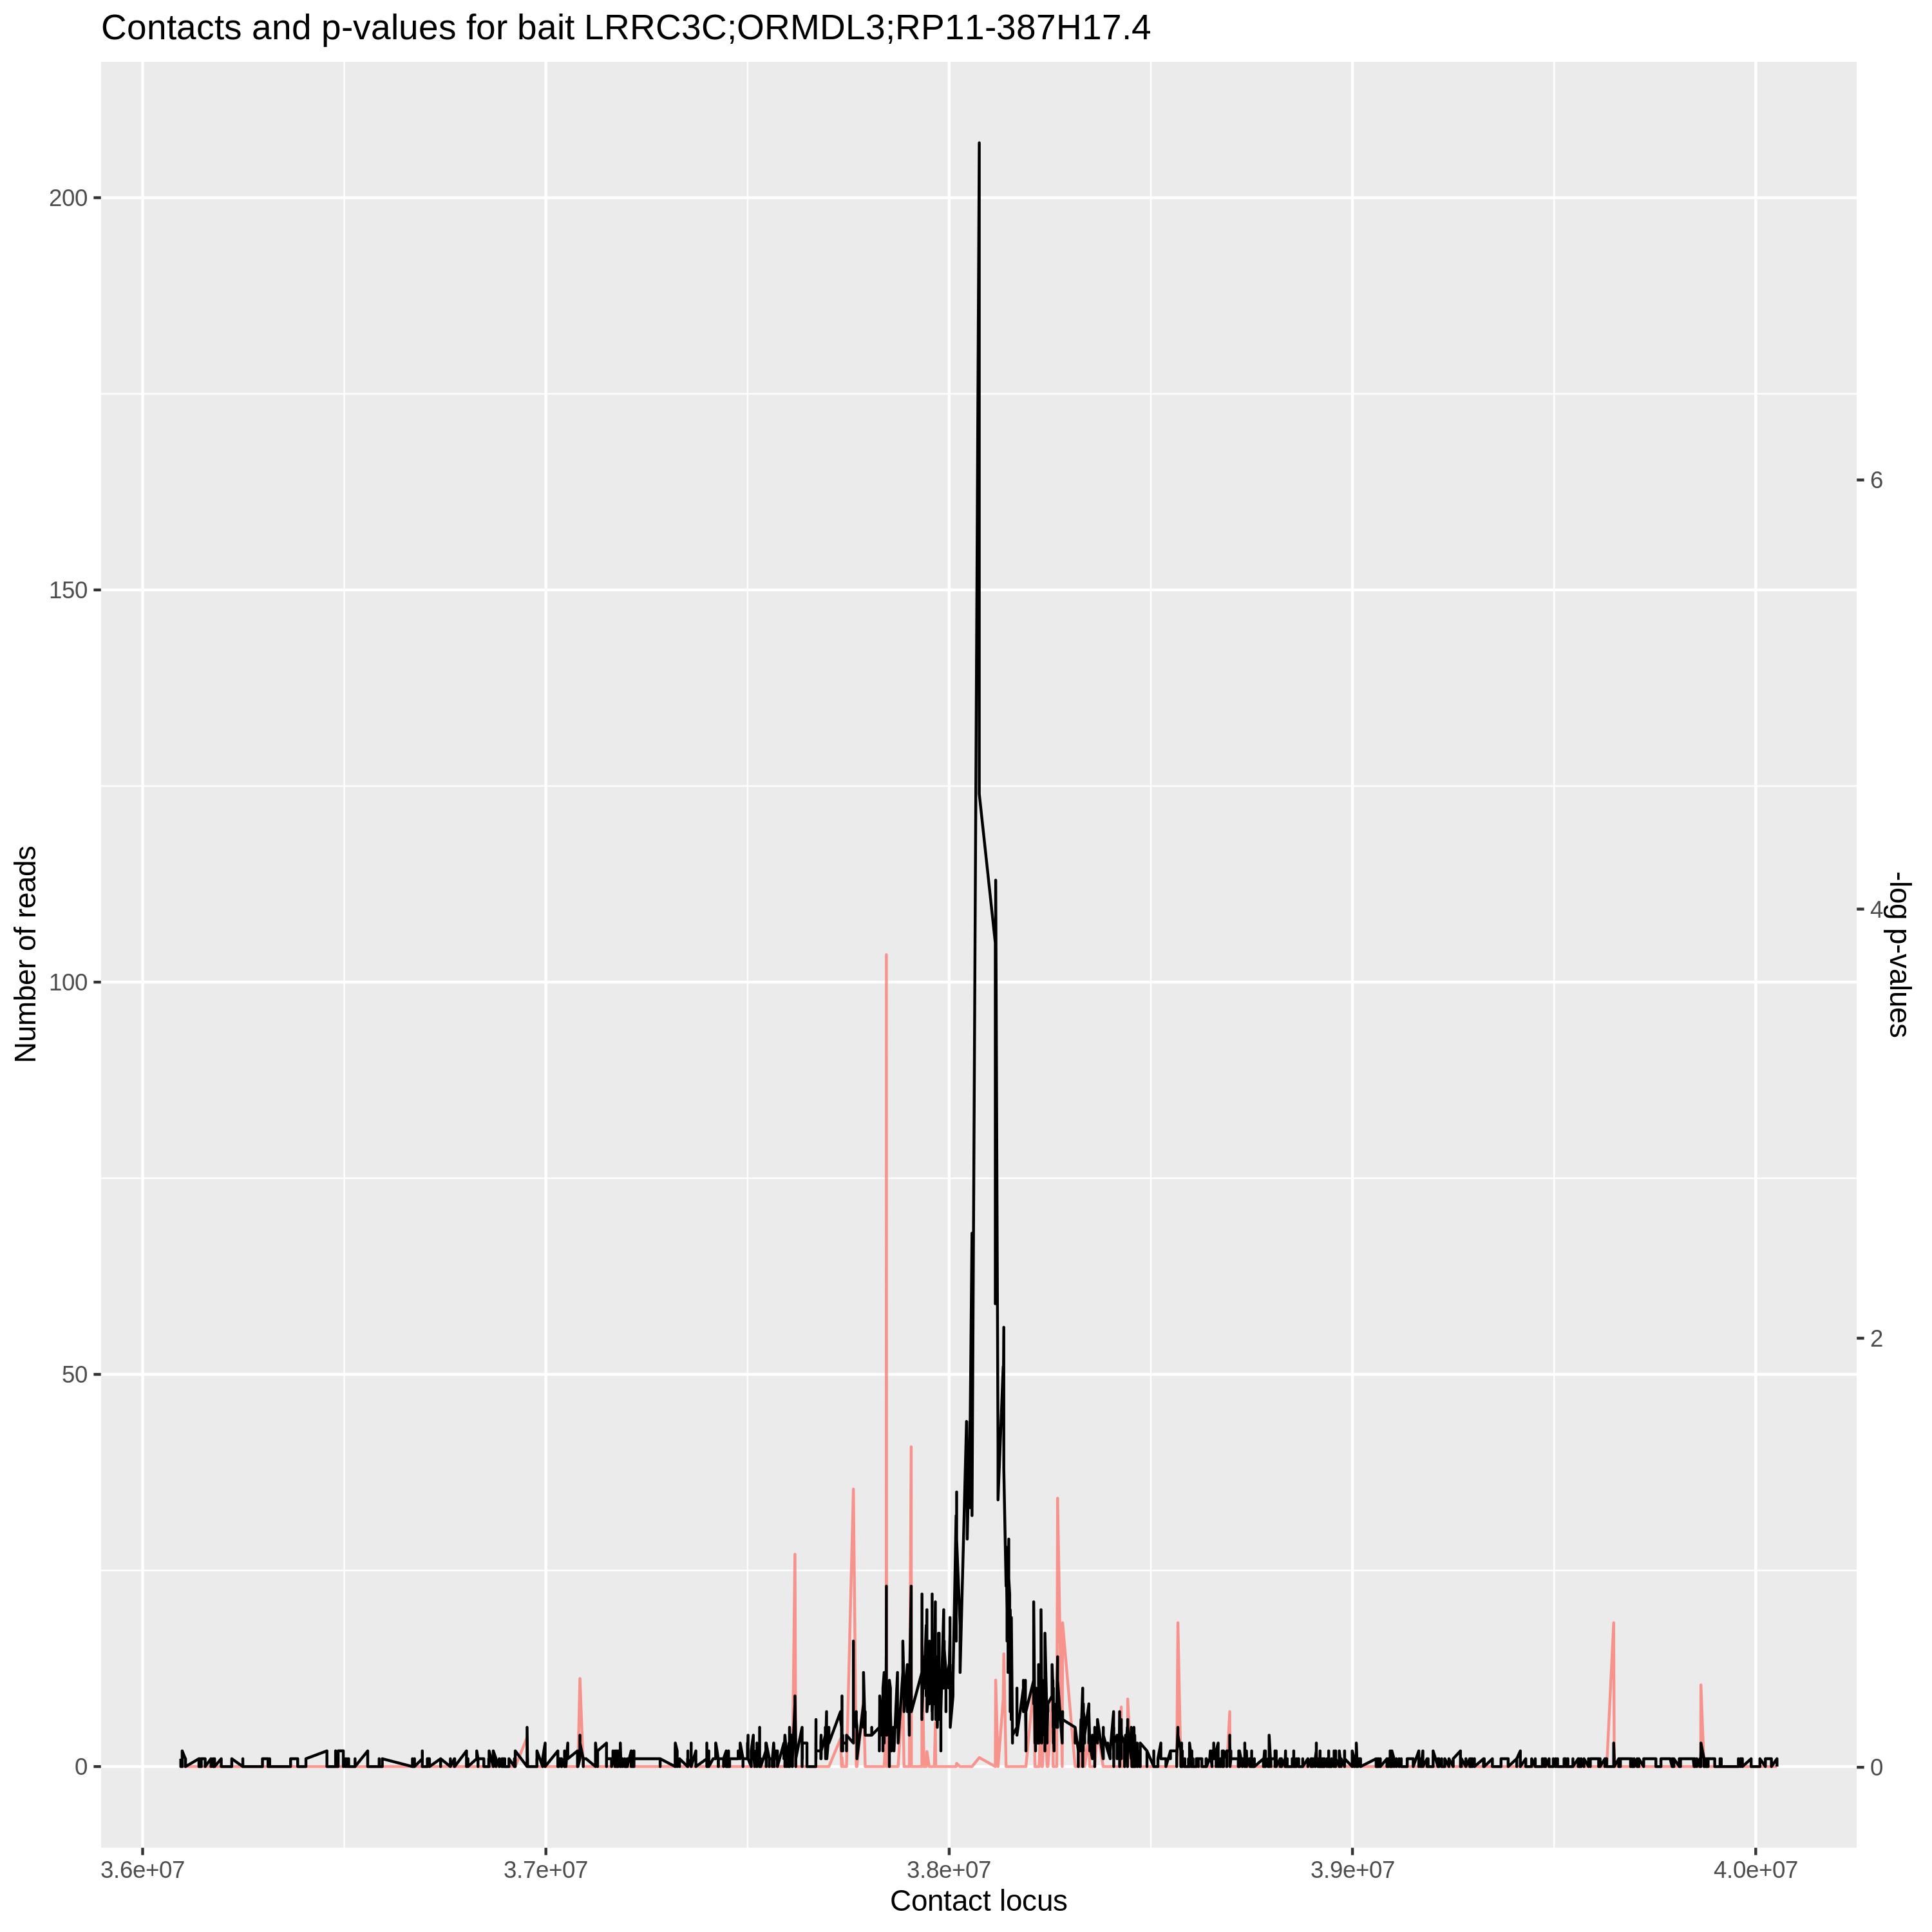 Contacts and p-values for bait LRRC3C;ORMDL3;RP11-387H17.4
200
150
100
50
0
Number of reads
6
4
2
0
-log p-values
3.6e+07 3.7e+07 3.8e+07 3.9e+07 4.0e+07
Contact locus